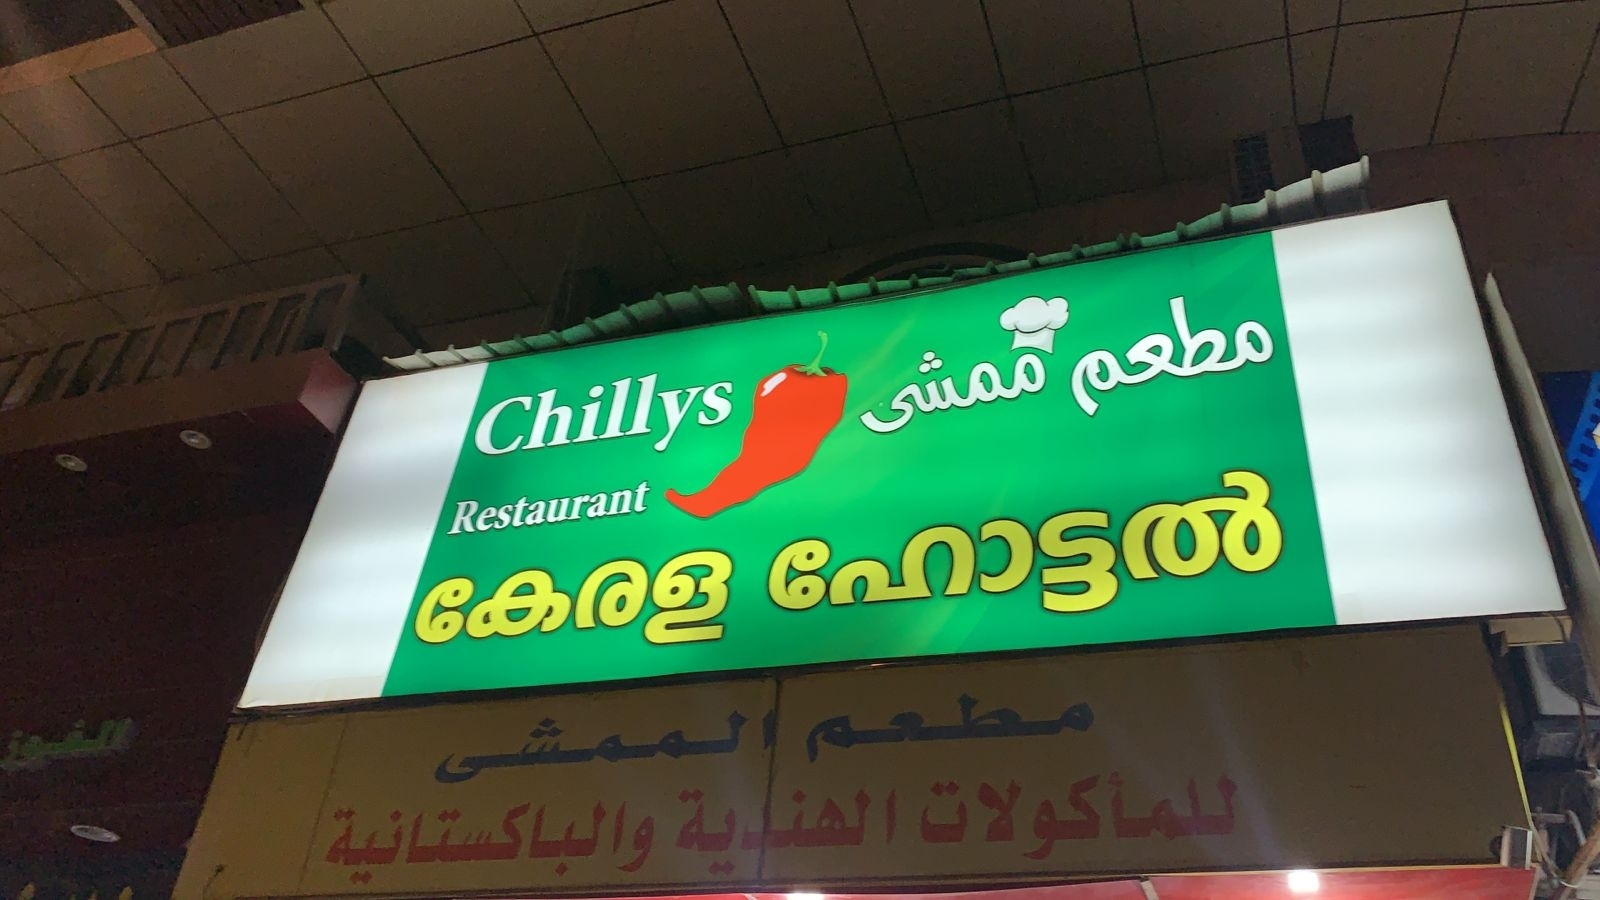 Chillys
Restaurant
مطعم ممشى
കേരള ഹോട്ടൽ
مطعم الممشى
للمأكولات الهندية والباكستانية